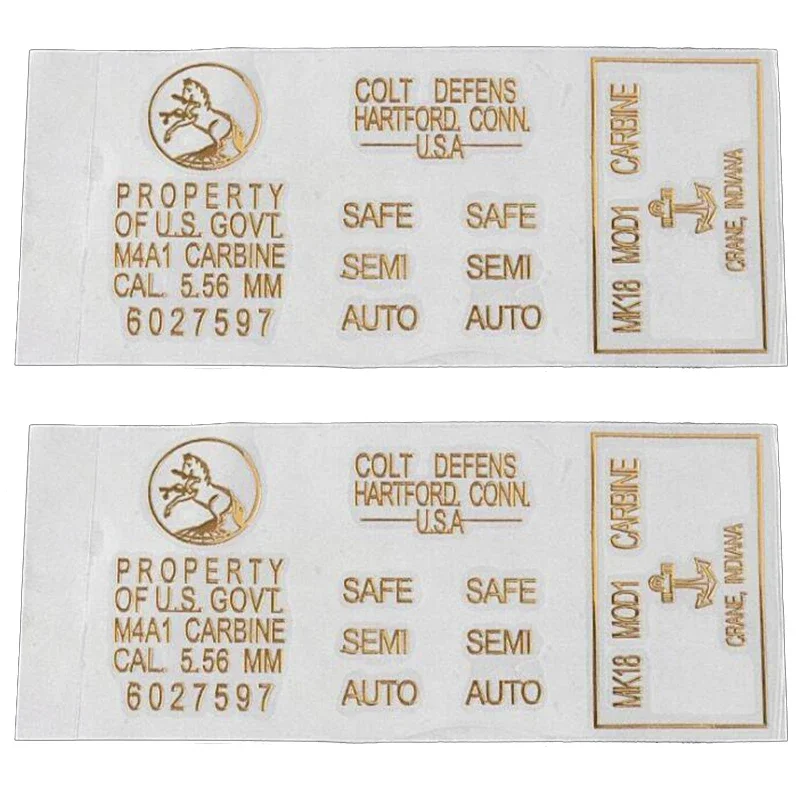 PROPERTY
OF U.S. GOVT.
M4A1 CARBINE
CAL. 5.56 MM
6027597
COLT DEFENS
HARTFORD. CONN.
U.S.A
SAFE SAFE
SEMI SEMI
AUTO AUTO
MK18 MOD1 CARBINE
CRANE, INDIANA
PROPERTY
OF U.S. GOVT.
M4A1 CARBINE
CAL. 5.56 MM
6027597
COLT DEFENS
HARTFORD. CONN.
U.S.A
SAFE SAFE
SEMI SEMI
AUTO AUTO
MK18 MOD1 CARBINE
CRANE, INDIANA